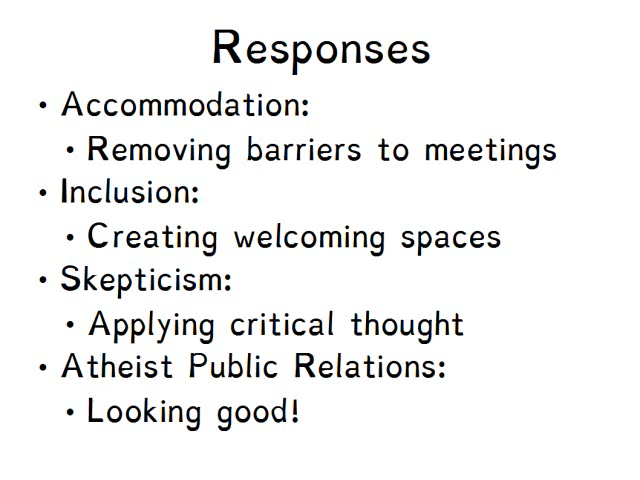 Responses
• Accommodation:
• Removing barriers to meetings
• Inclusion:
• Creating welcoming spaces
• Skepticism:
• Applying critical thought
• Atheist Public Relations:
• Looking good!